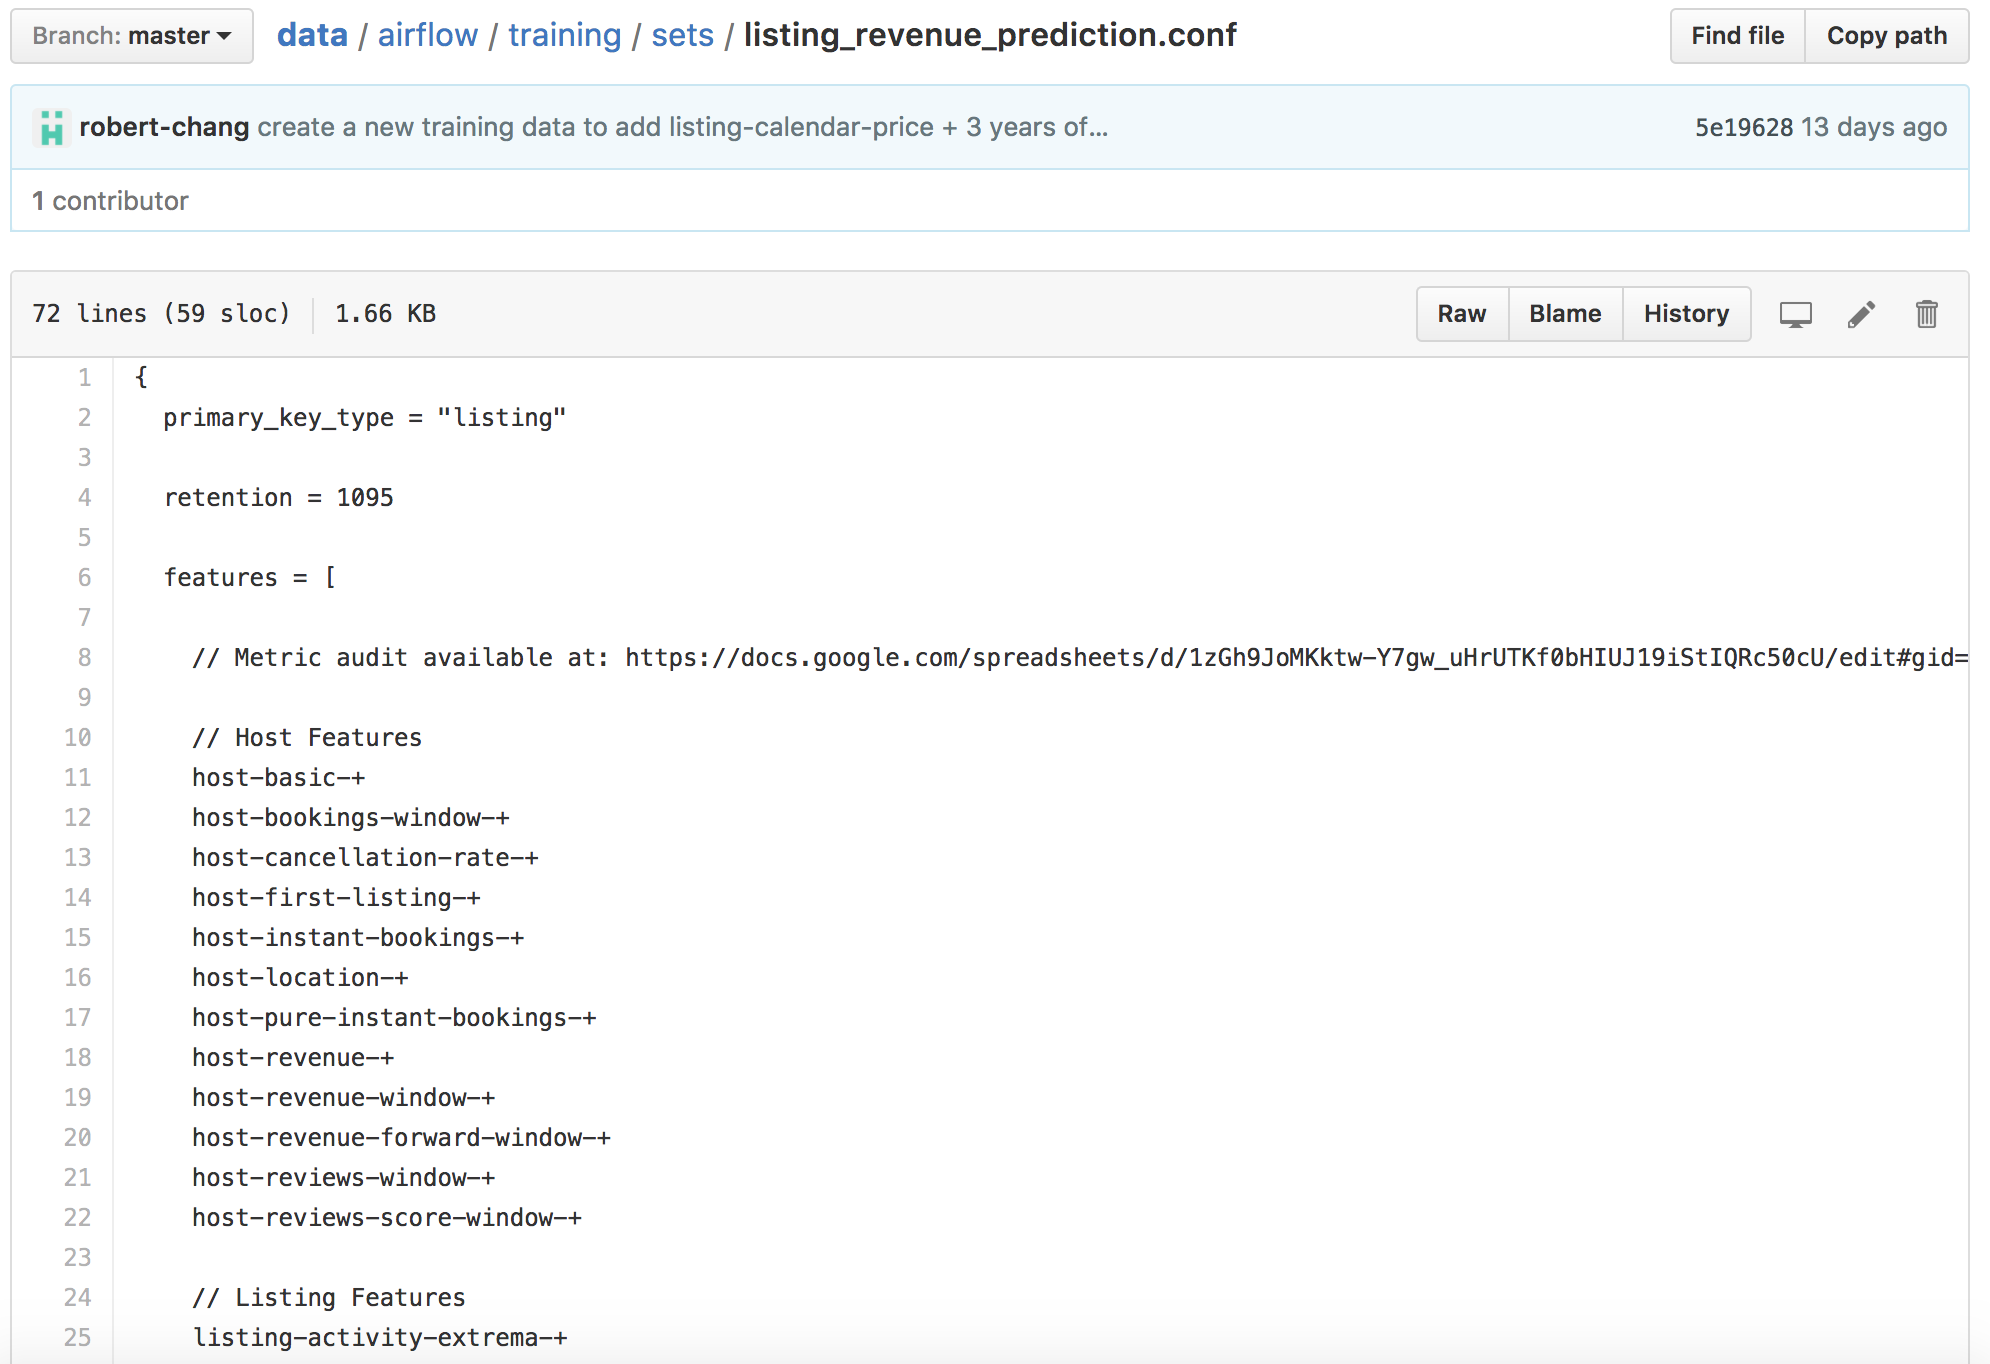 Branch: master data / airflow / training / sets / listing_revenue_prediction.conf Find file Copy path
robert-chang create a new training data to add listing-calendar-price + 3 years of... 5e19628 13 days ago
1 contributor
72 lines (59 sloc) 1.66 KB Raw Blame History
1 {
2 primary_key_type = "listing"
3
4 retention = 1095
5
6 features = [
7
8 // Metric audit available at: https://docs.google.com/spreadsheets/d/1zGh9JoMKktw-Y7gw_uHrUTKf0bHIUJ19iStIQRc50cU/edit#gid=
9
10 // Host Features
11 host-basic-+
12 host-bookings-window-+
13 host-cancellation-rate-+
14 host-first-listing-+
15 host-instant-bookings-+
16 host-location-+
17 host-pure-instant-bookings-+
18 host-revenue-+
19 host-revenue-window-+
20 host-revenue-forward-window-+
21 host-reviews-window-+
22 host-reviews-score-window-+
23
24 // Listing Features
25 listing-activity-extrema-+